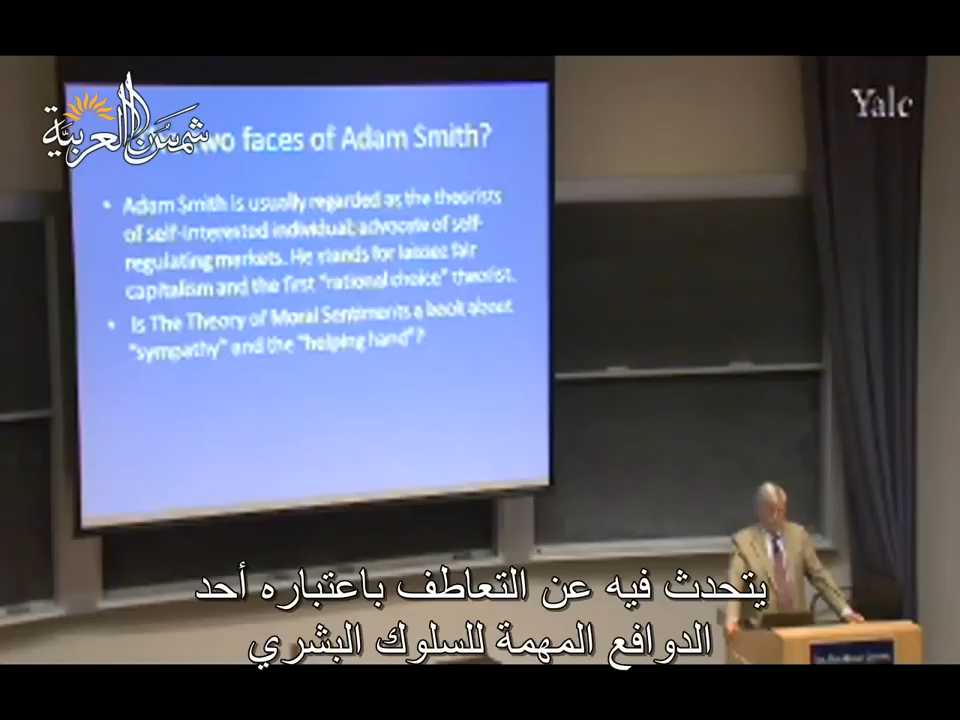 شمس العربية
Yale
two faces of Adam Smith?
• Adam Smith is usually regarded as the theorists
of self-interested individual, advocate of self-
regulating markets. He stands for laissez fair
capitalism and the first “rational choice” theorist.
• Is The Theory of Moral Sentiments a book about
“sympathy” and the “helping hand”?
يتحدث فيه عن التعاطف باعتباره أحد
الدوافع المهمة للسلوك البشري